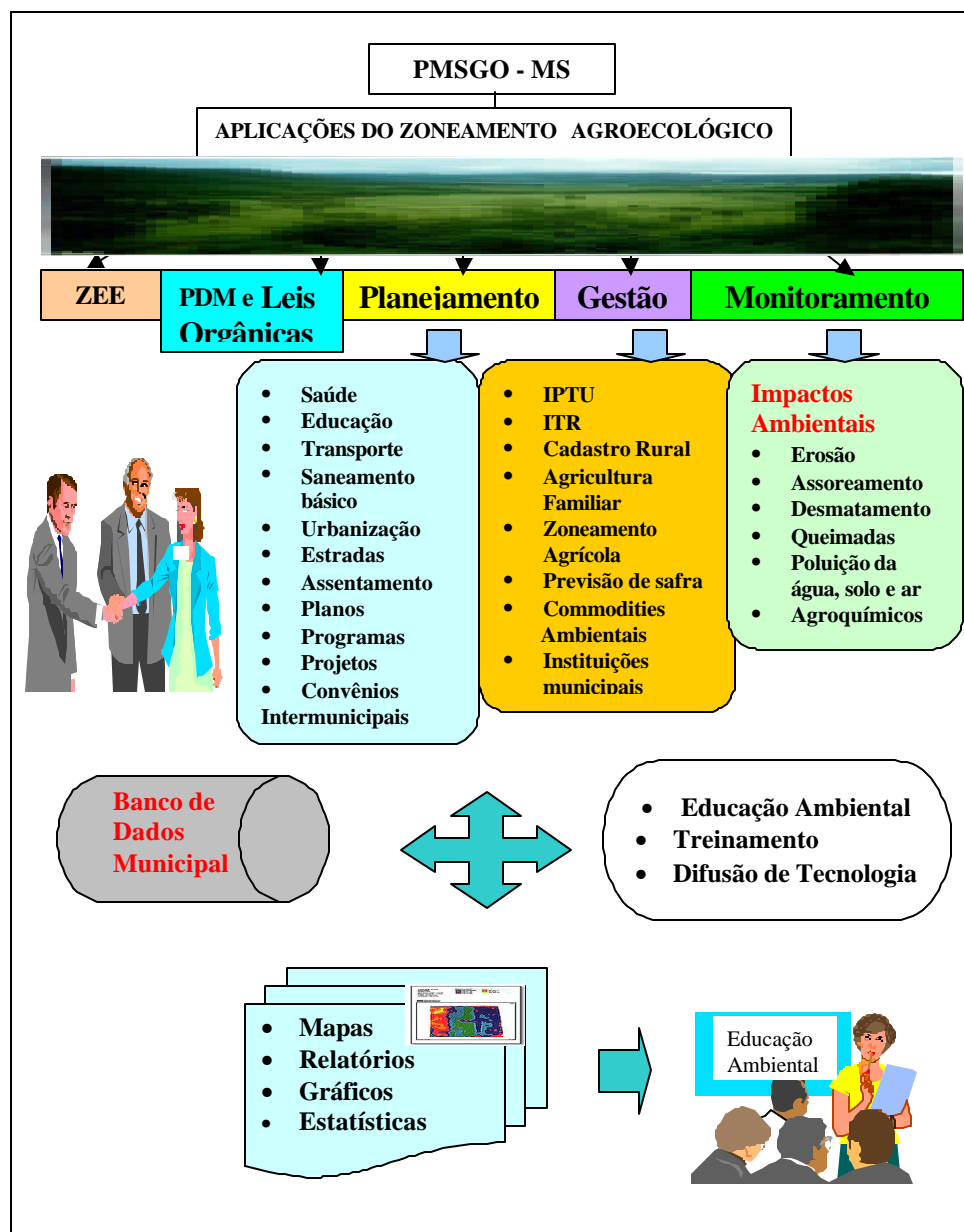 PMSGO - MS
APLICAÇÕES DO ZONEAMENTO AGROECOLÓGICO
ZEE
PDM e Leis
Orgânicas
Planejamento
Gestão
Monitoramento
• Saúde
• Educação
• Transporte
• Saneamento
básico
• Urbanização
• Estradas
• Assentamento
• Planos
• Programas
• Projetos
• Convênios
Intermunicipais
• IPTU
• ITR
• Cadastro Rural
• Agricultura
Familiar
• Zoneamento
Agrícola
• Previsão de safra
• Commodities
Ambientais
• Instituições
municipais
Impactos
Ambientais
• Erosão
• Assoreamento
• Desmatamento
• Queimadas
• Poluição da
água, solo e ar
• Agroquímicos
Banco de
Dados
Municipal
• Educação Ambiental
• Treinamento
• Difusão de Tecnologia
• Mapas
• Relatórios
• Gráficos
• Estatísticas
Educação
Ambiental